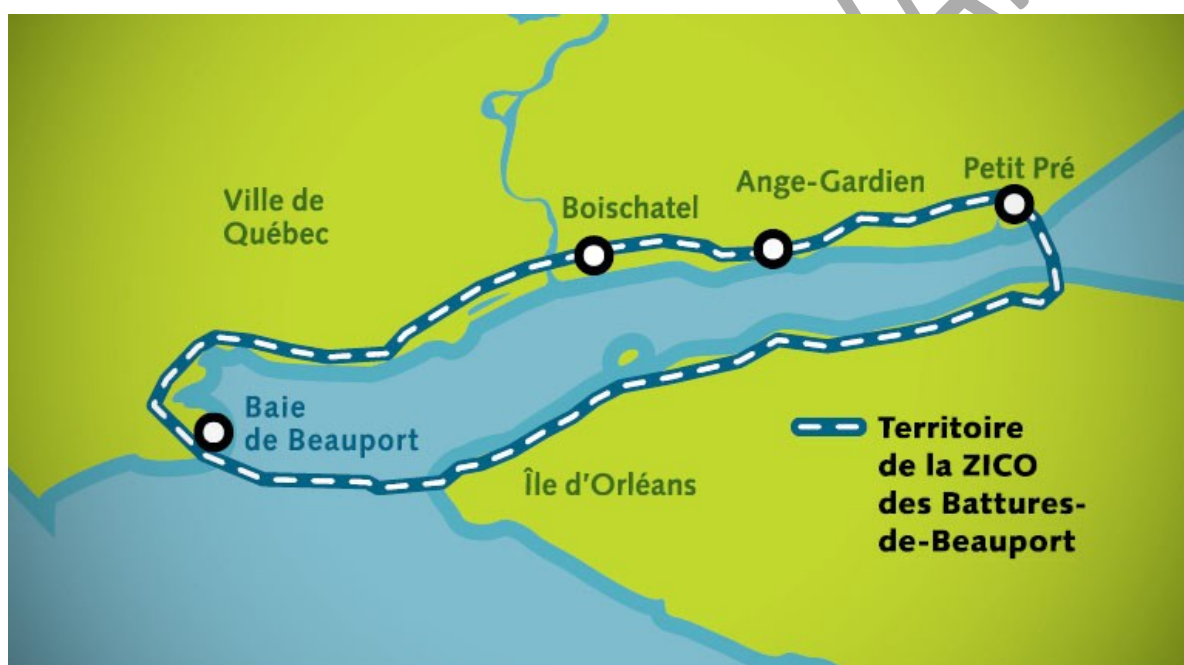 Ville de
Québec
Boischatel
Ange-Gardien
Petit Pré
Baie
de Beauport
Île d'Orléans
Territoire
de la ZICO
des Battures-
de-Beauport